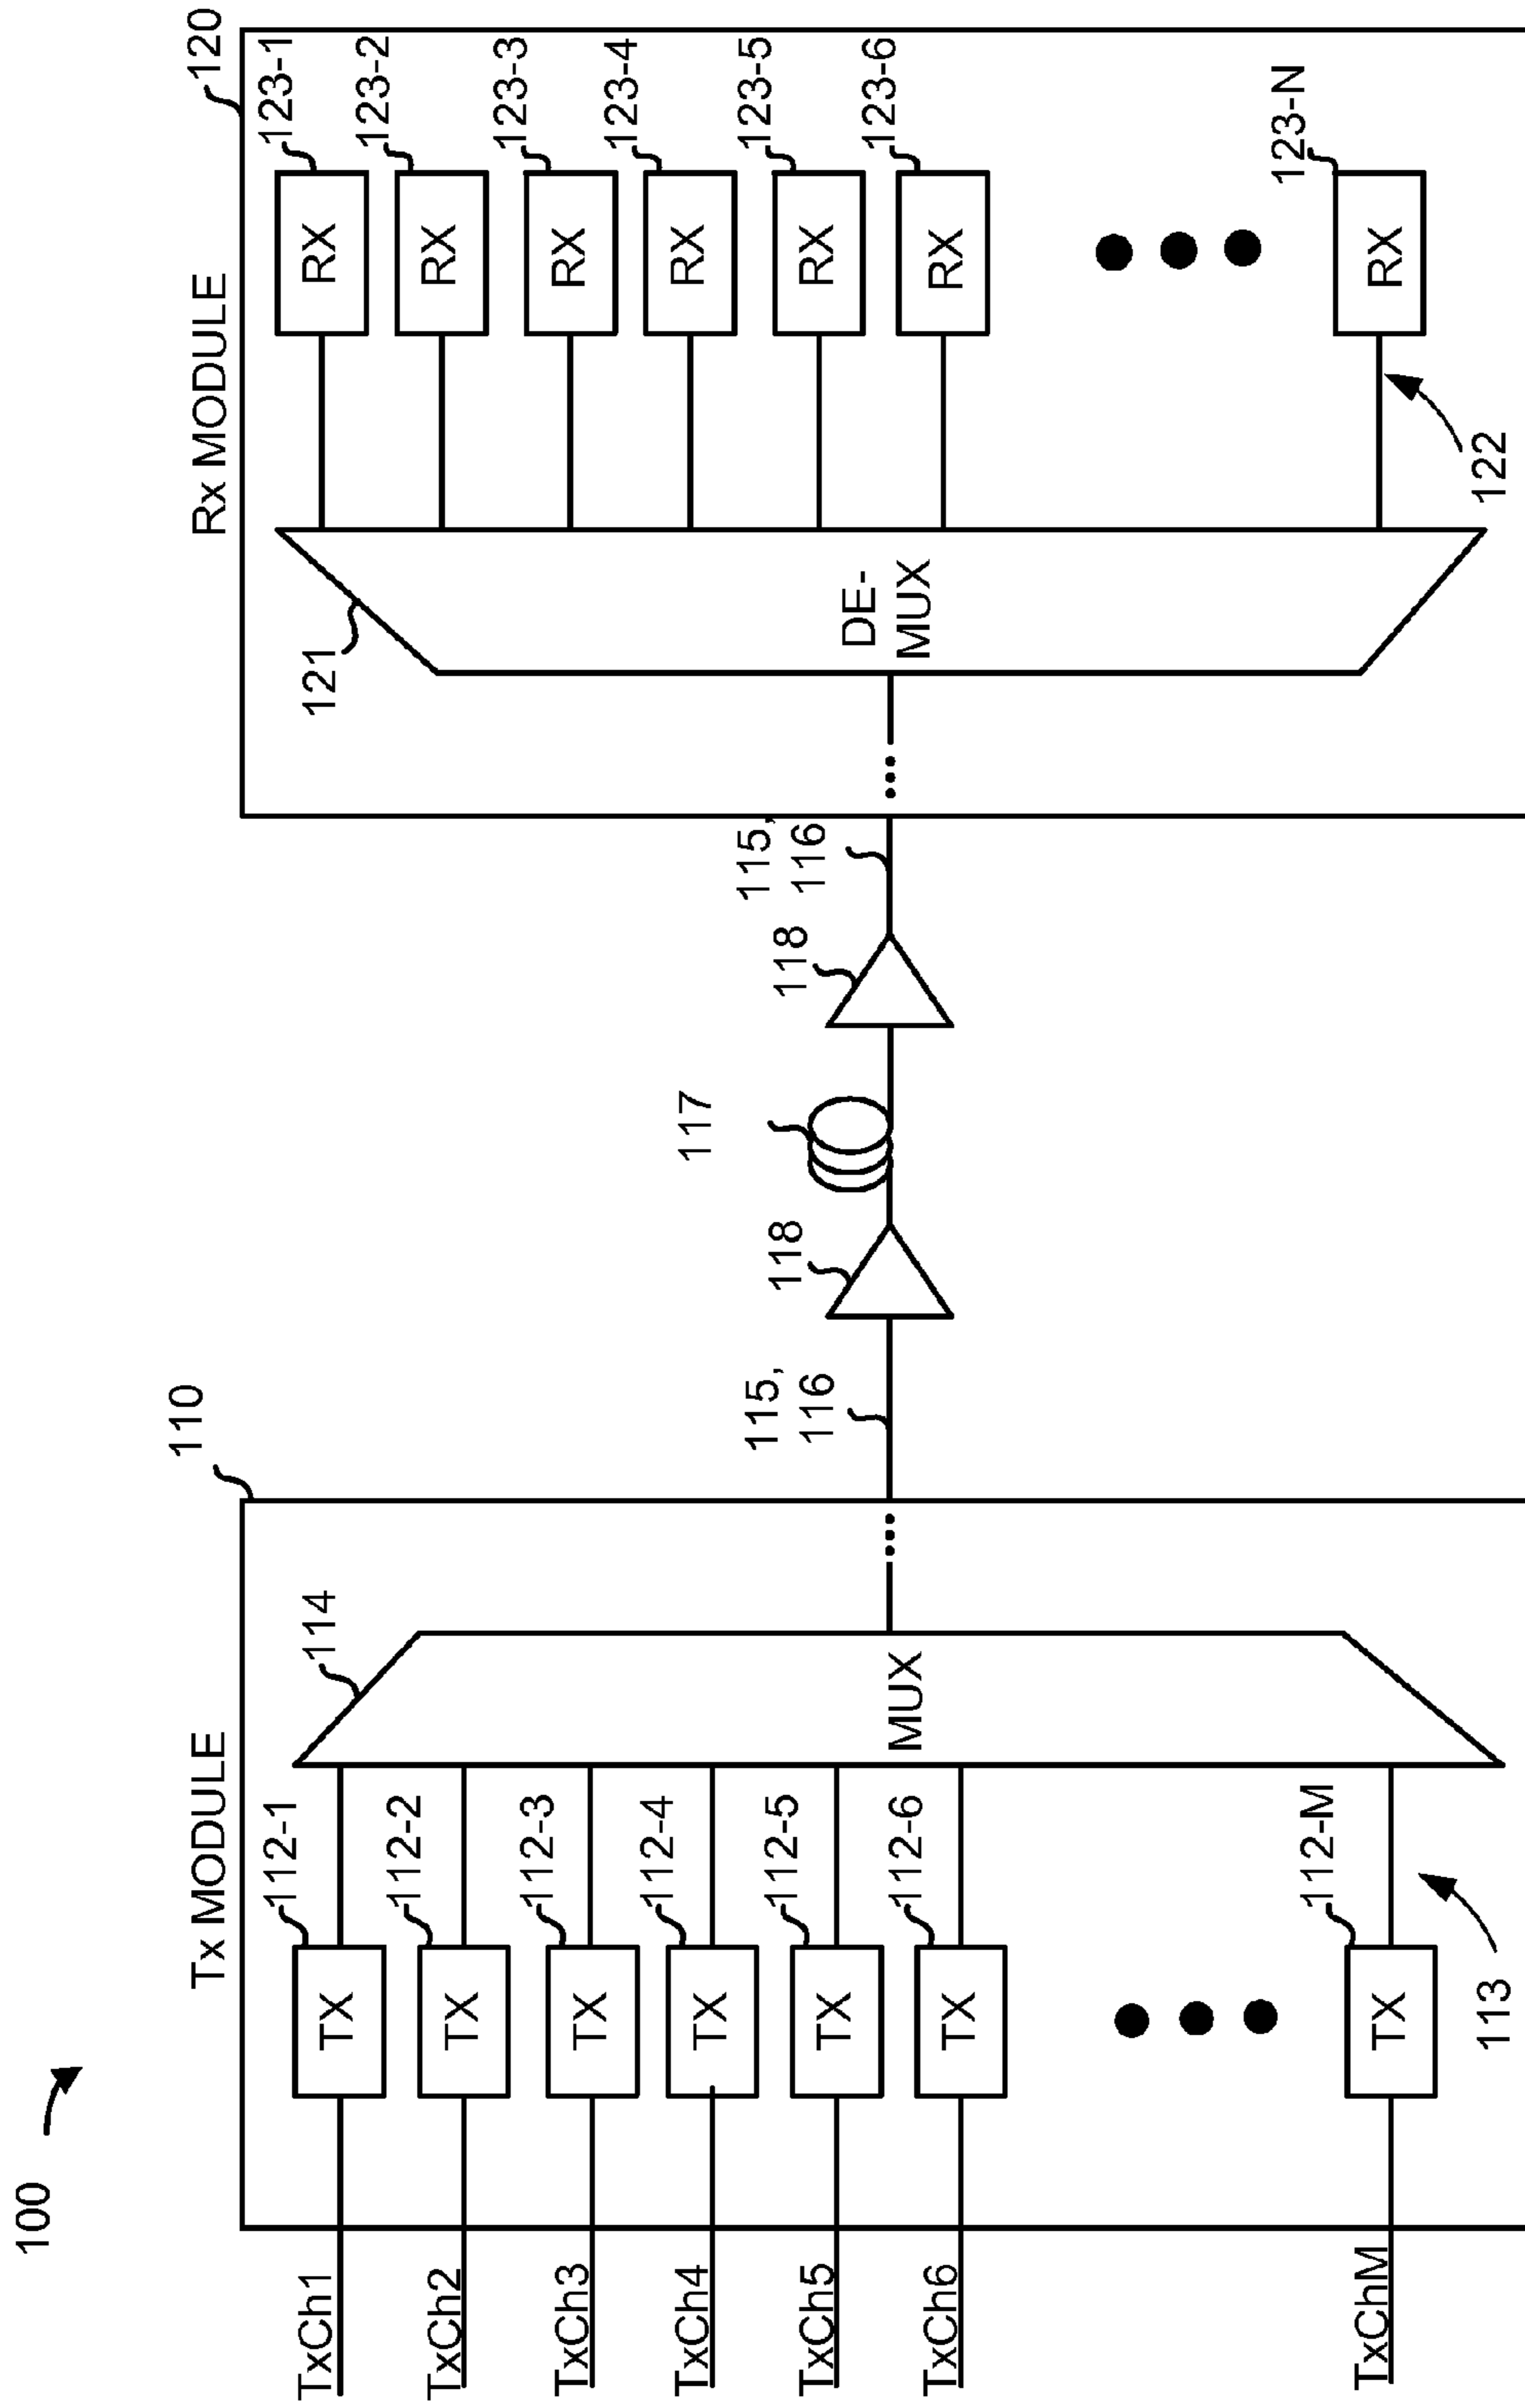 100
Tx MODULE
110
TxCh1
TX
112-1
TxCh2
TX
112-2
TxCh3
TX
112-3
TxCh4
TX
112-4
TxCh5
TX
112-5
TxCh6
TX
112-6
TxChM
TX
112-M
113
114
MUX
115,
116
118
117
118
115,
116
Rx MODULE
120
121
DE-
MUX
RX
123-1
RX
123-2
RX
123-3
RX
123-4
RX
123-5
RX
123-6
RX
123-N
122